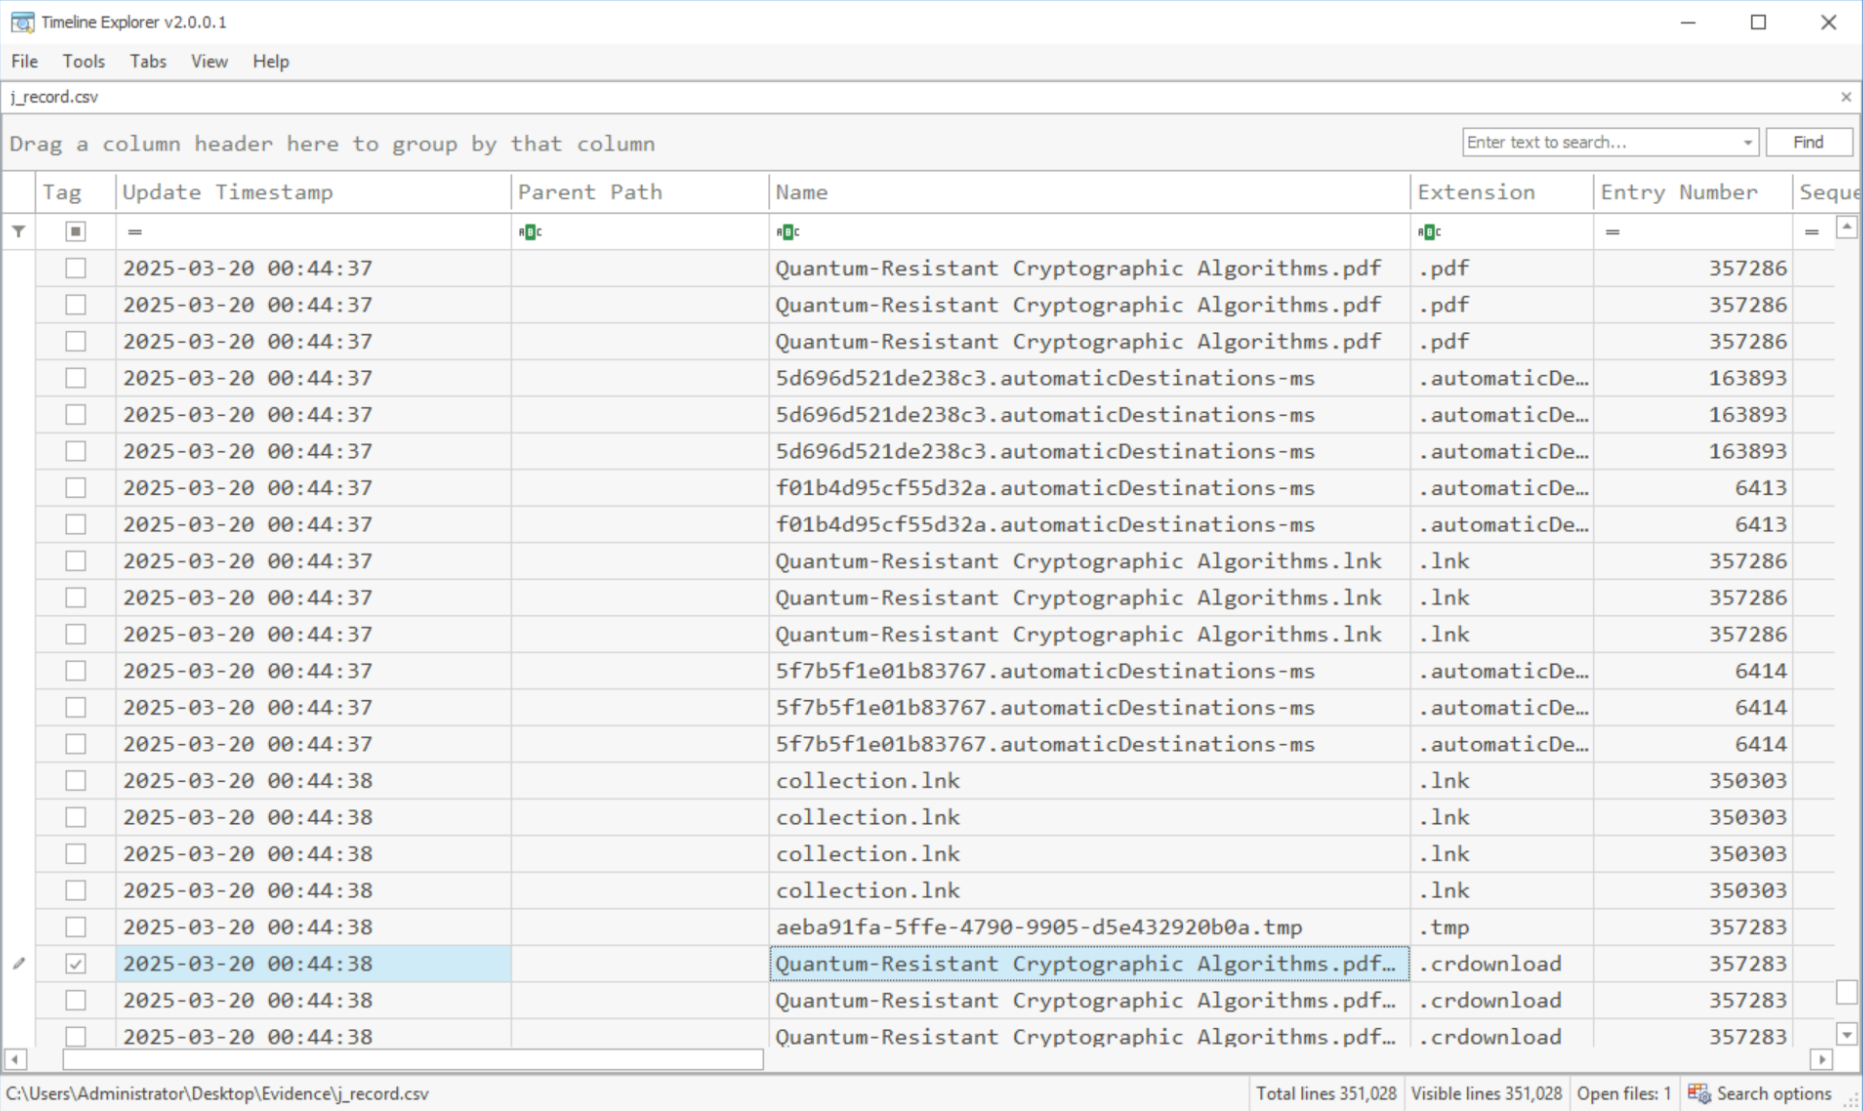 Timeline Explorer v2.0.0.1
File Tools Tabs View Help
j_record.csv
Drag a column header here to group by that column
Enter text to search... Find
Tag Update Timestamp Parent Path Name Extension Entry Number Seque
= ABC ABC ABC = =
2025-03-20 00:44:37 Quantum-Resistant Cryptographic Algorithms.pdf .pdf 357286
2025-03-20 00:44:37 Quantum-Resistant Cryptographic Algorithms.pdf .pdf 357286
2025-03-20 00:44:37 Quantum-Resistant Cryptographic Algorithms.pdf .pdf 357286
2025-03-20 00:44:37 5d696d521de238c3.automaticDestinations-ms .automaticDe… 163893
2025-03-20 00:44:37 5d696d521de238c3.automaticDestinations-ms .automaticDe… 163893
2025-03-20 00:44:37 5d696d521de238c3.automaticDestinations-ms .automaticDe… 163893
2025-03-20 00:44:37 f01b4d95cf55d32a.automaticDestinations-ms .automaticDe… 6413
2025-03-20 00:44:37 f01b4d95cf55d32a.automaticDestinations-ms .automaticDe… 6413
2025-03-20 00:44:37 Quantum-Resistant Cryptographic Algorithms.lnk .lnk 357286
2025-03-20 00:44:37 Quantum-Resistant Cryptographic Algorithms.lnk .lnk 357286
2025-03-20 00:44:37 Quantum-Resistant Cryptographic Algorithms.lnk .lnk 357286
2025-03-20 00:44:37 5f7b5f1e01b83767.automaticDestinations-ms .automaticDe… 6414
2025-03-20 00:44:37 5f7b5f1e01b83767.automaticDestinations-ms .automaticDe… 6414
2025-03-20 00:44:37 5f7b5f1e01b83767.automaticDestinations-ms .automaticDe… 6414
2025-03-20 00:44:38 collection.lnk .lnk 350303
2025-03-20 00:44:38 collection.lnk .lnk 350303
2025-03-20 00:44:38 collection.lnk .lnk 350303
2025-03-20 00:44:38 collection.lnk .lnk 350303
2025-03-20 00:44:38 aeba91fa-5ffe-4790-9905-d5e432920b0a.tmp .tmp 357283
2025-03-20 00:44:38 Quantum-Resistant Cryptographic Algorithms.pdf… .crdownload 357283
2025-03-20 00:44:38 Quantum-Resistant Cryptographic Algorithms.pdf… .crdownload 357283
2025-03-20 00:44:38 Quantum-Resistant Cryptographic Algorithms.pdf… .crdownload 357283
C:\Users\Administrator\Desktop\Evidence\j_record.csv Total lines 351,028 Visible lines 351,028 Open files: 1 Search options